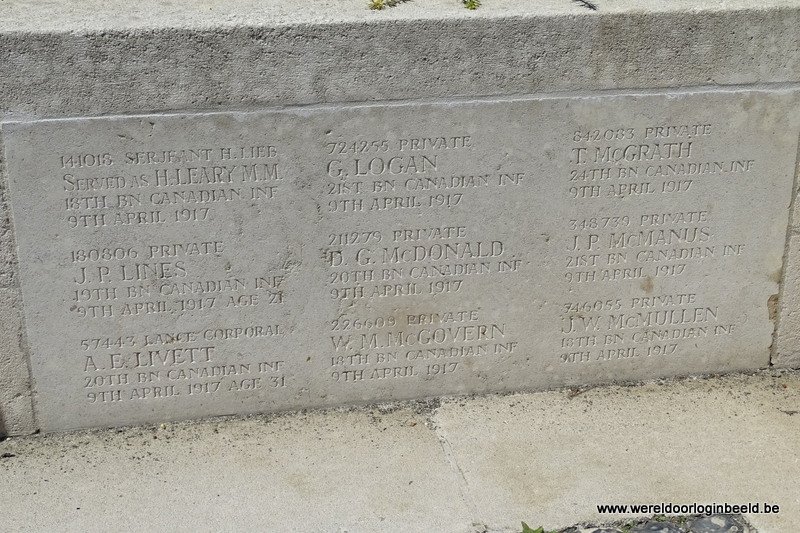 141018 SERJEANT H. LIEB
SERVED AS H. LEARY M.M.
18TH BN CANADIAN INF
9TH APRIL 1917
180806 PRIVATE
J. P. LINES
19TH BN CANADIAN INF
9TH APRIL 1917 AGE 21
57443 LANCE CORPORAL
A. E. LIVETT
20TH BN CANADIAN INF
9TH APRIL 1917 AGE 31
724255 PRIVATE
G. LOGAN
21ST BN CANADIAN INF
9TH APRIL 1917
211279 PRIVATE
D. G. McDONALD
20TH BN CANADIAN INF
9TH APRIL 1917
226609 PRIVATE
W. M. McGOVERN
18TH BN CANADIAN INF
9TH APRIL 1917
842083 PRIVATE
T. McGRATH
24TH BN CANADIAN INF
9TH APRIL 1917
348739 PRIVATE
J. P. McMANUS
21ST BN CANADIAN INF
9TH APRIL 1917
746055 PRIVATE
J. W. McMULLEN
18TH BN CANADIAN INF
9TH APRIL 1917
www.wereldoorloginbeeld.be